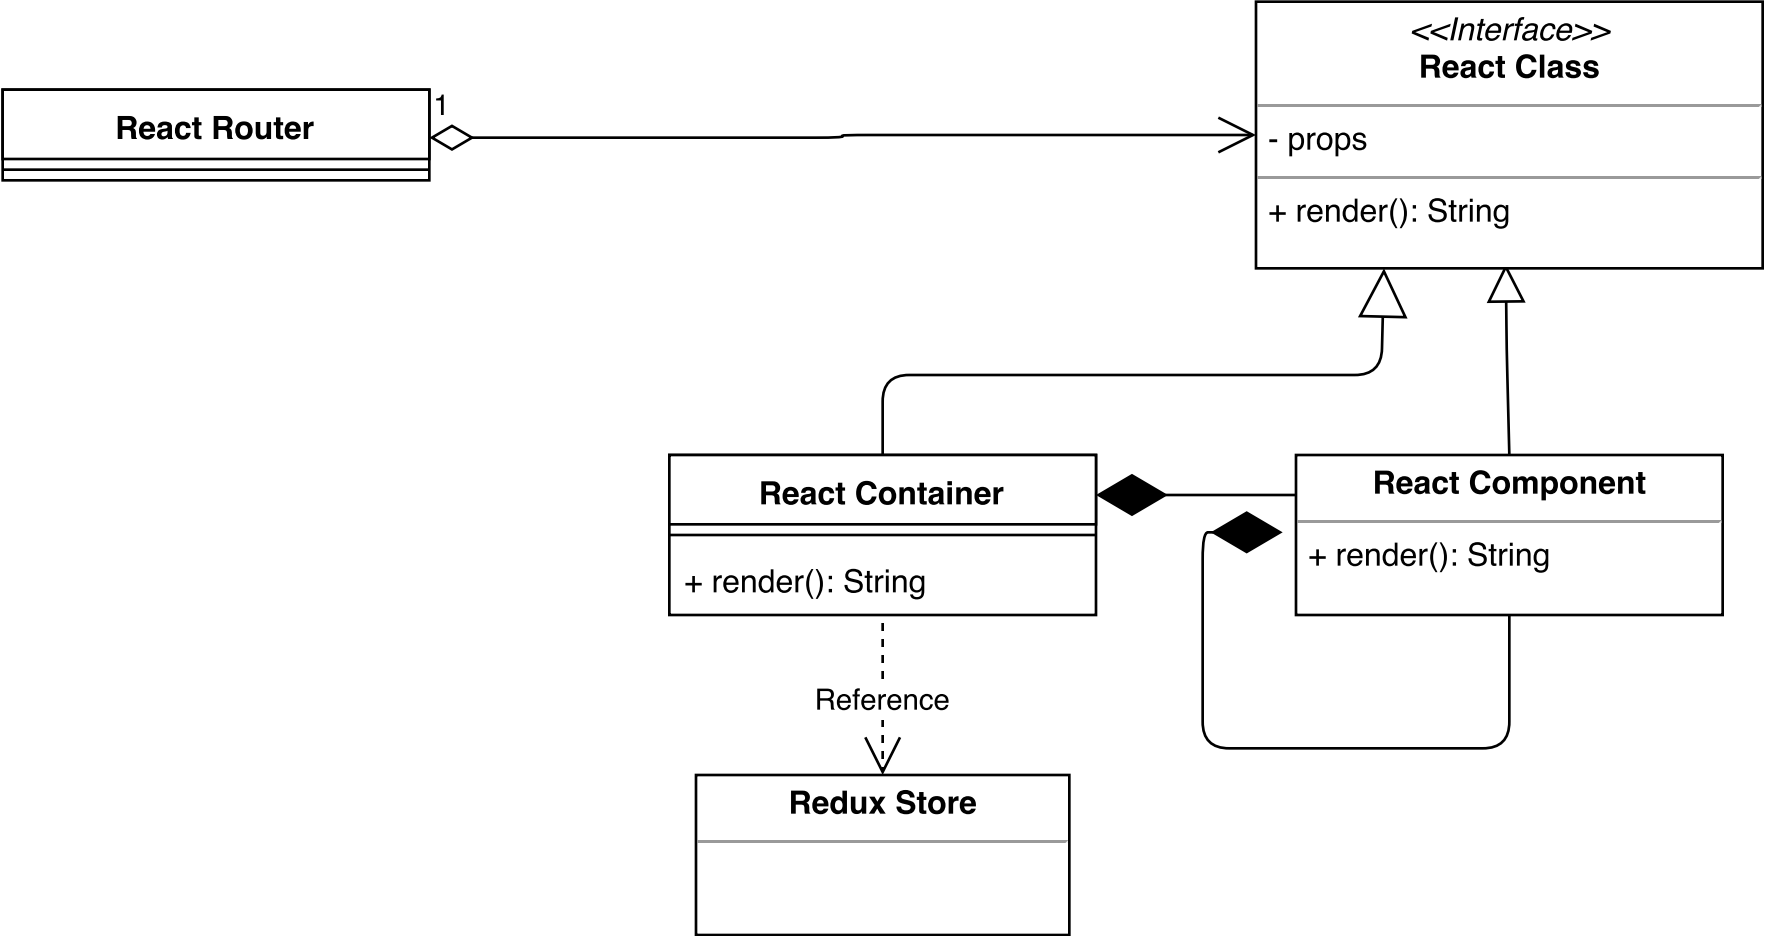 <<Interface>>
React Class
- props
+ render(): String
React Router
1
React Container
+ render(): String
React Component
+ render(): String
Reference
Redux Store